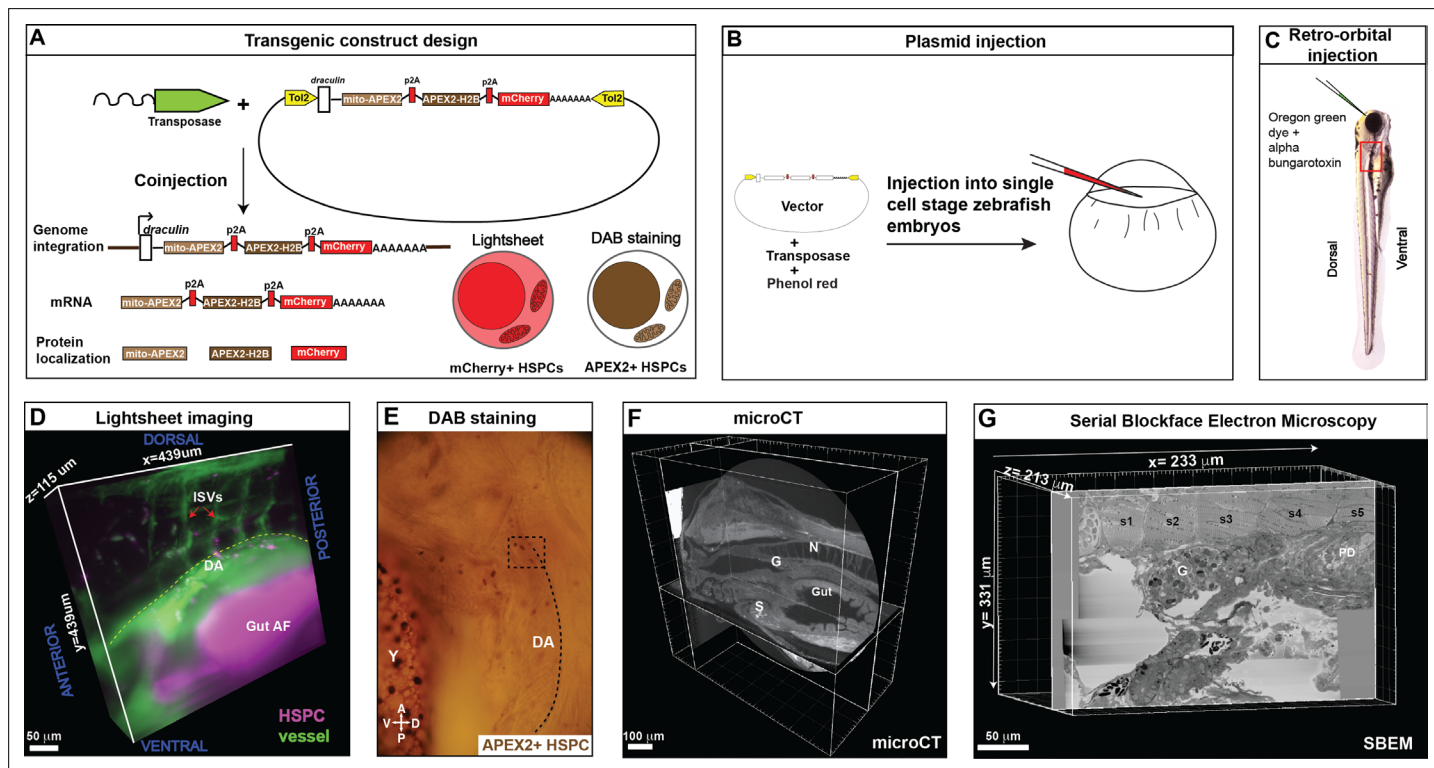 A
Transgenic construct design
Transposase
+
Tol2
draculin
mito-APEX2
p2A
APEX2-H2B
p2A
mCherry
AAAAAAA
Tol2
Coinjection
Genome
integration
draculin
mito-APEX2
p2A
APEX2-H2B
p2A
mCherry
AAAAAAA
mRNA
mito-APEX2
p2A
APEX2-H2B
p2A
mCherry
AAAAAAA
Protein
localization
mito-APEX2
APEX2-H2B
mCherry
Lightsheet
mCherry+ HSPCs
DAB staining
APEX2+ HSPCs
B
Plasmid injection
Vector
+
Transposase
+
Phenol red
Injection into single
cell stage zebrafish
embryos
C
Retro-orbital
injection
Oregon green
dye +
alpha
bungarotoxin
Dorsal
Ventral
D
Lightsheet imaging
DORSAL
x=439um
z=115 um
ISVs
DA
POSTERIOR
y=439um
Gut AF
ANTERIOR
HSPC
vessel
50 µm
VENTRAL
E
DAB staining
DA
Y
A
V
D
P
APEX2+ HSPC
F
microCT
N
G
Gut
S
100 µm
microCT
G
Serial Blockface Electron Microscopy
x= 233 µm
z= 213 µm
y= 331 µm
s1
s2
s3
s4
s5
G
PD
50 µm
SBEM